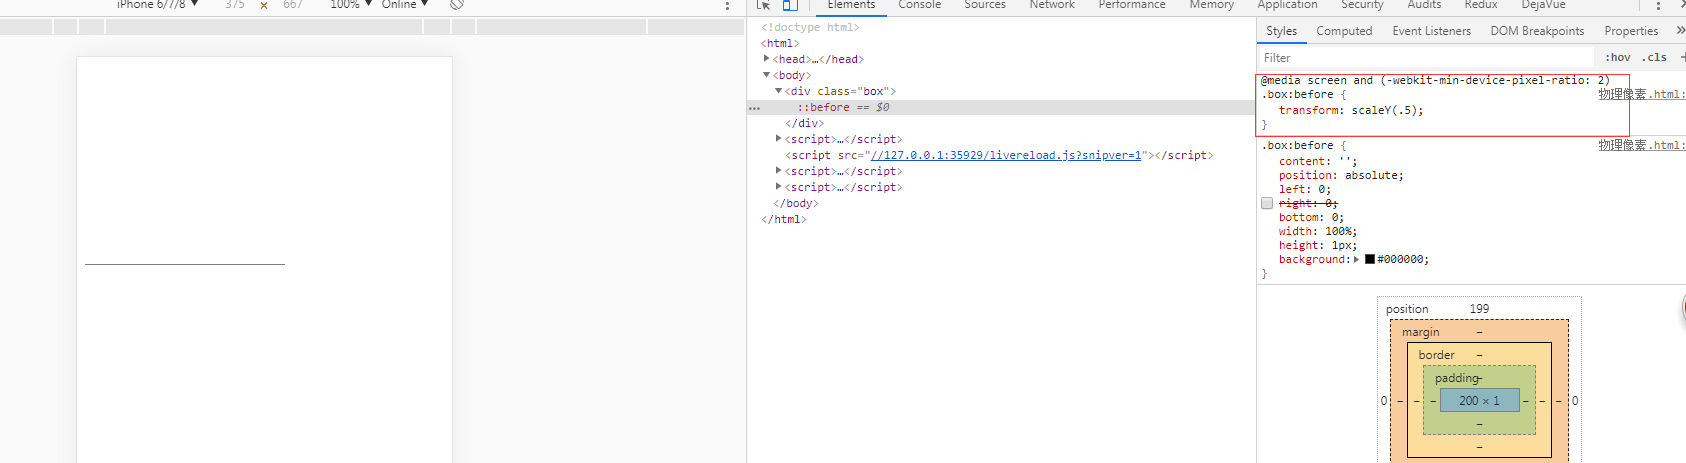 iPhone 6/7/8 ▼ 375 × 667 100% ▼ Online ▼
Elements Console Sources Network Performance Memory Application Security Audits Redux DejaVue
<!doctype html>
<html>
▶<head>…</head>
▼<body>
▼<div class="box">
… ::before == $0
</div>
▶<script>…</script>
<script src="//127.0.0.1:35929/livereload.js?snipver=1"></script>
▶<script>…</script>
▶<script>…</script>
</body>
</html>
Styles Computed Event Listeners DOM Breakpoints Properties »
Filter :hov .cls +
@media screen and (-webkit-min-device-pixel-ratio: 2)
.box:before { 物理像素.html:
transform: scaleY(.5);
}
.box:before { 物理像素.html:
content: '';
position: absolute;
left: 0;
right: 0;
bottom: 0;
width: 100%;
height: 1px;
background: ▶ #000000;
}
position 199
margin –
border –
padding –
0 – – – 200 × 1 – – – 0
–
–